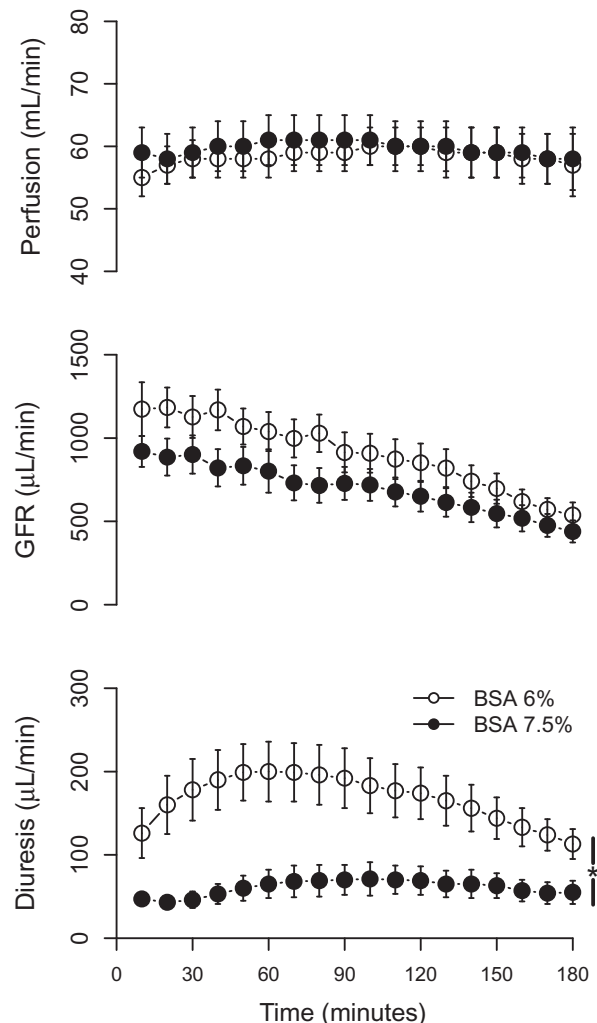 80
70
60
50
40
Perfusion (mL/min)
1500
1000
500
0
GFR (μL/min)
300
200
100
0
Diuresis (μL/min)
BSA 6%
BSA 7.5%
*
0 30 60 90 120 150 180
Time (minutes)